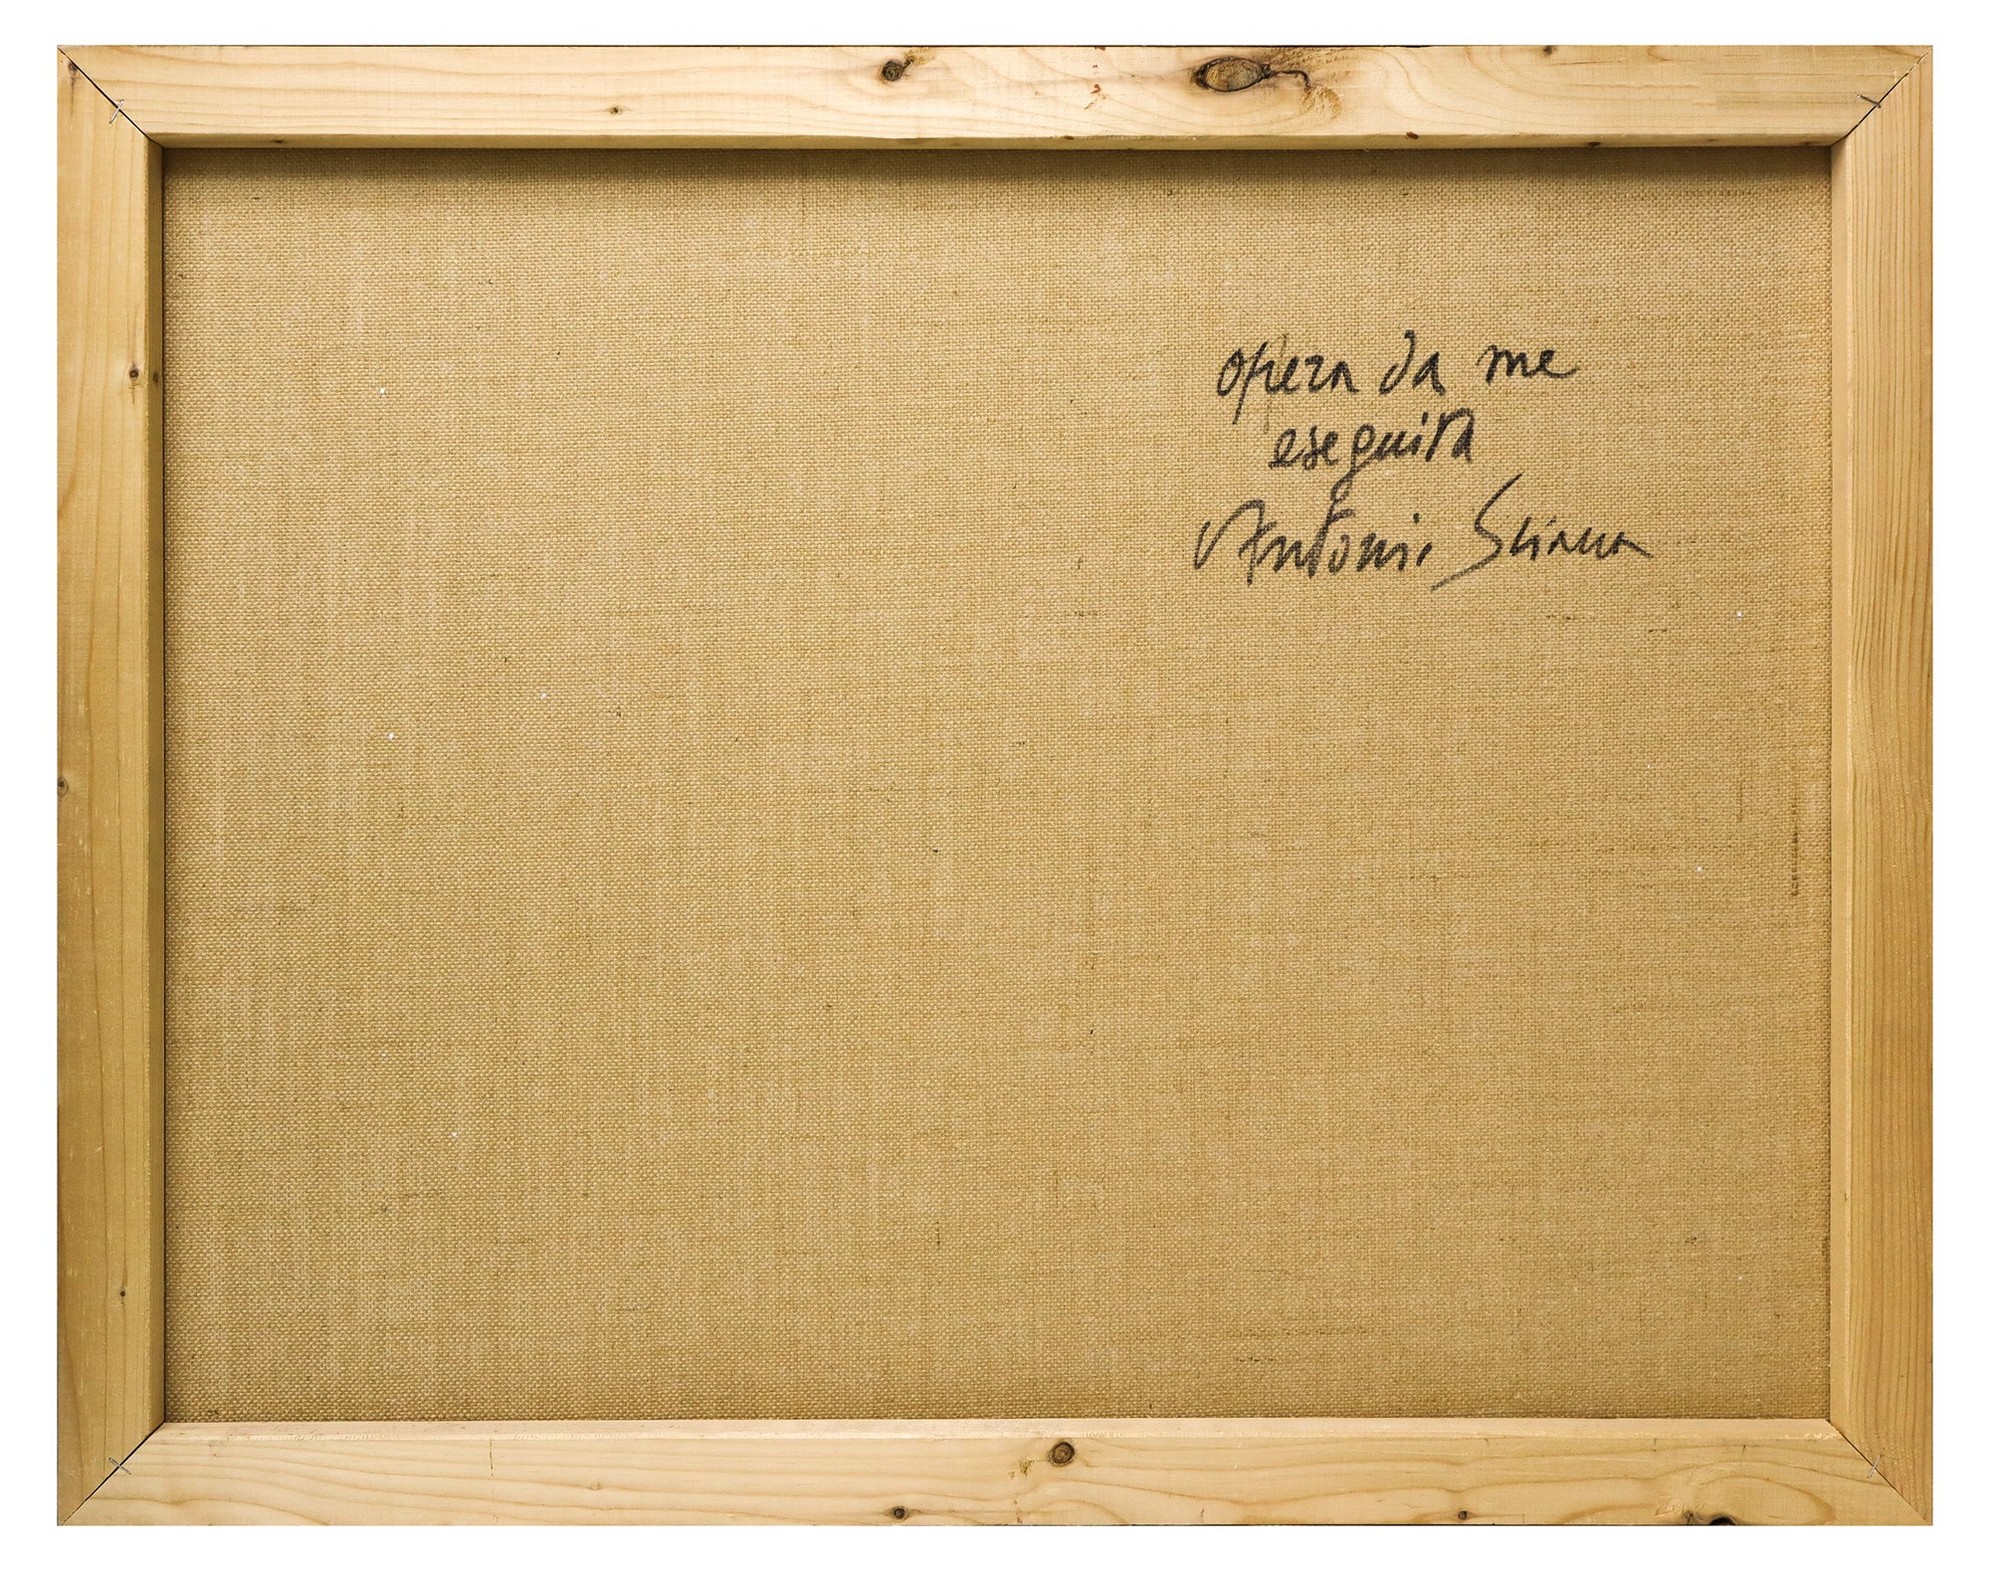 opera da me
eseguita
Antonio Sciacca